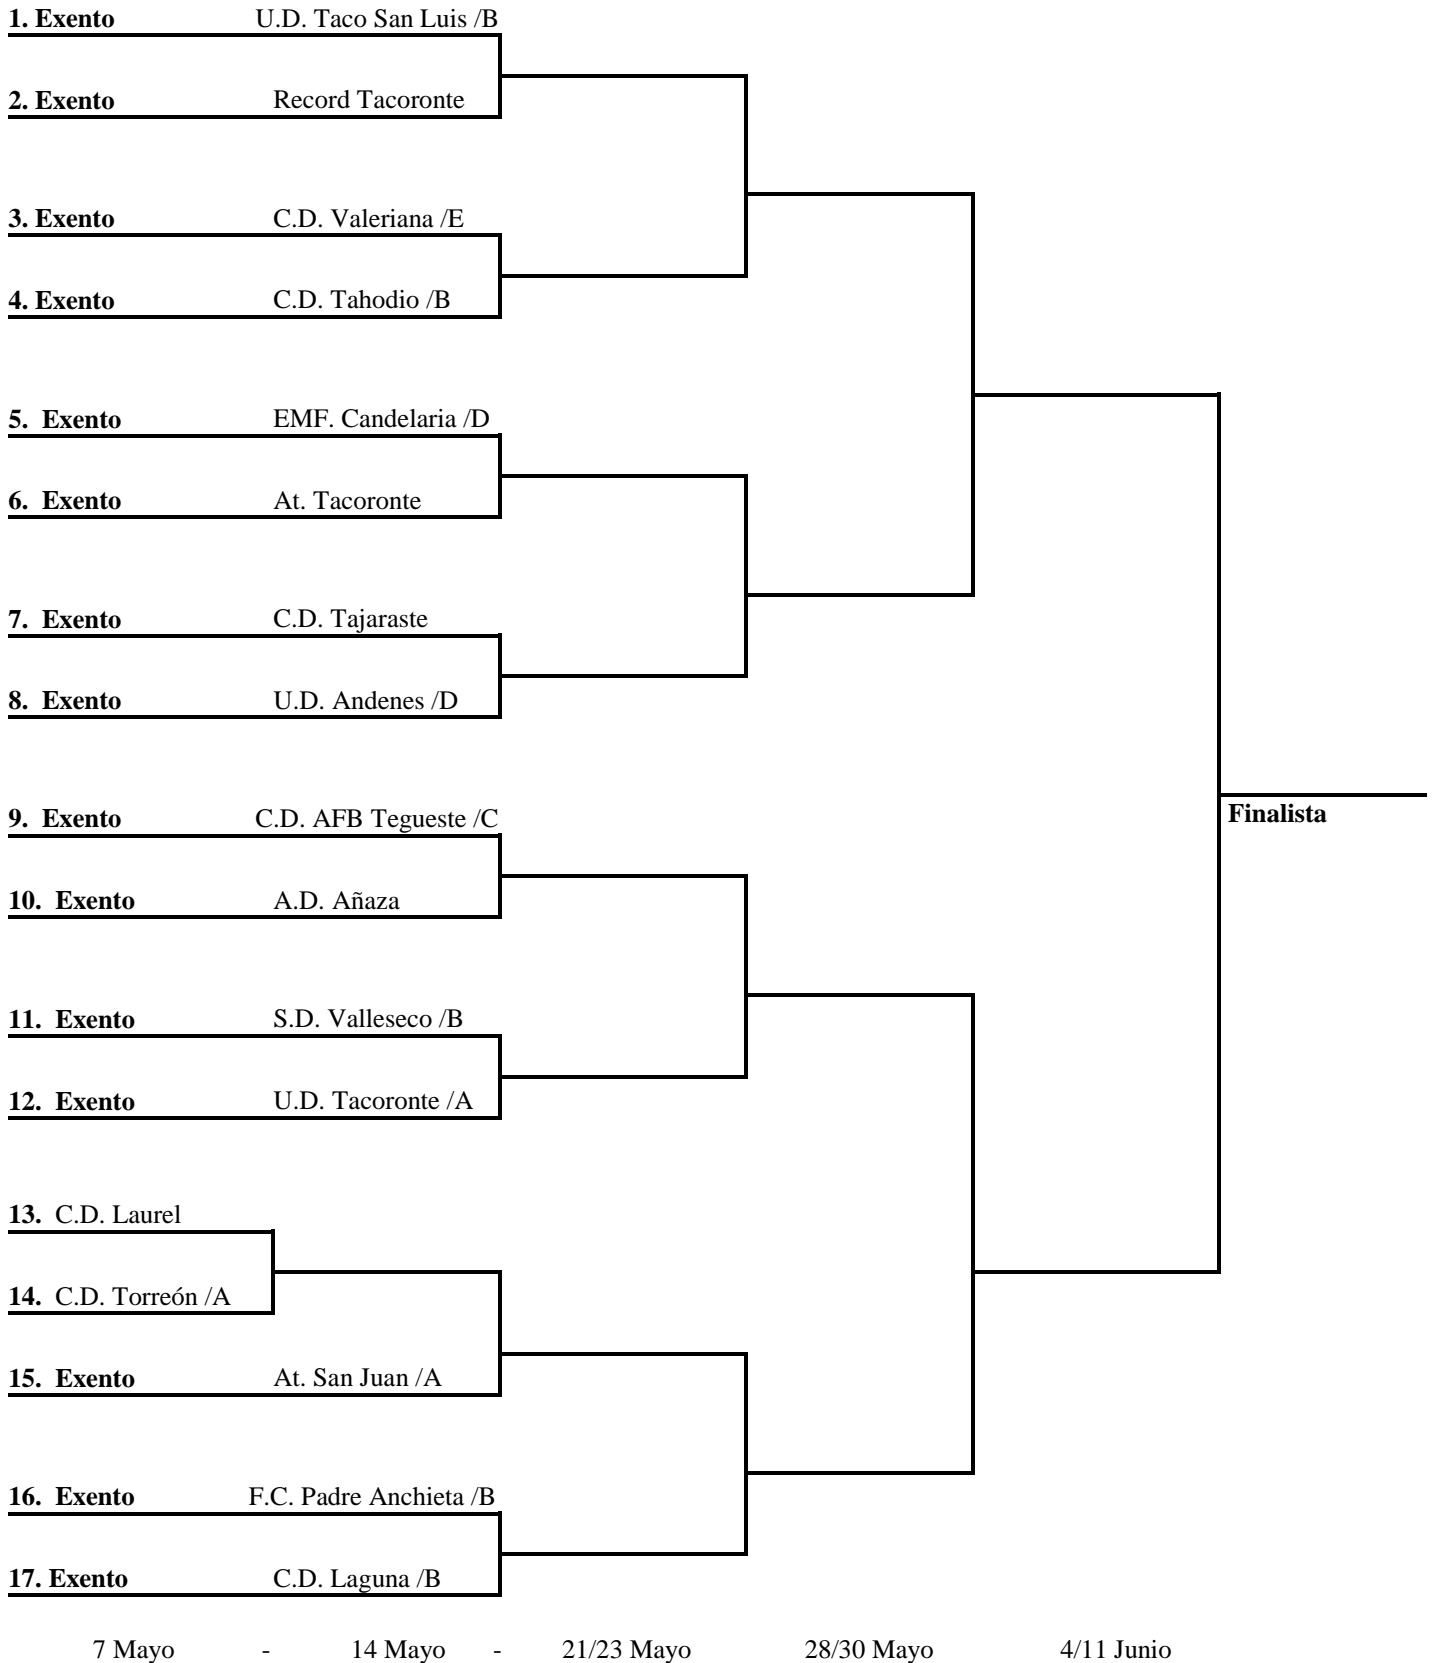 1. Exento U.D. Taco San Luis /B
2. Exento Record Tacoronte
3. Exento C.D. Valeriana /E
4. Exento C.D. Tahodio /B
5. Exento EMF. Candelaria /D
6. Exento At. Tacoronte
7. Exento C.D. Tajaraste
8. Exento U.D. Andenes /D
9. Exento C.D. AFB Tegueste /C
Finalista
10. Exento A.D. Añaza
11. Exento S.D. Valleseco /B
12. Exento U.D. Tacoronte /A
13. C.D. Laurel
14. C.D. Torreón /A
15. Exento At. San Juan /A
16. Exento F.C. Padre Anchieta /B
17. Exento C.D. Laguna /B
7 Mayo - 14 Mayo - 21/23 Mayo 28/30 Mayo 4/11 Junio